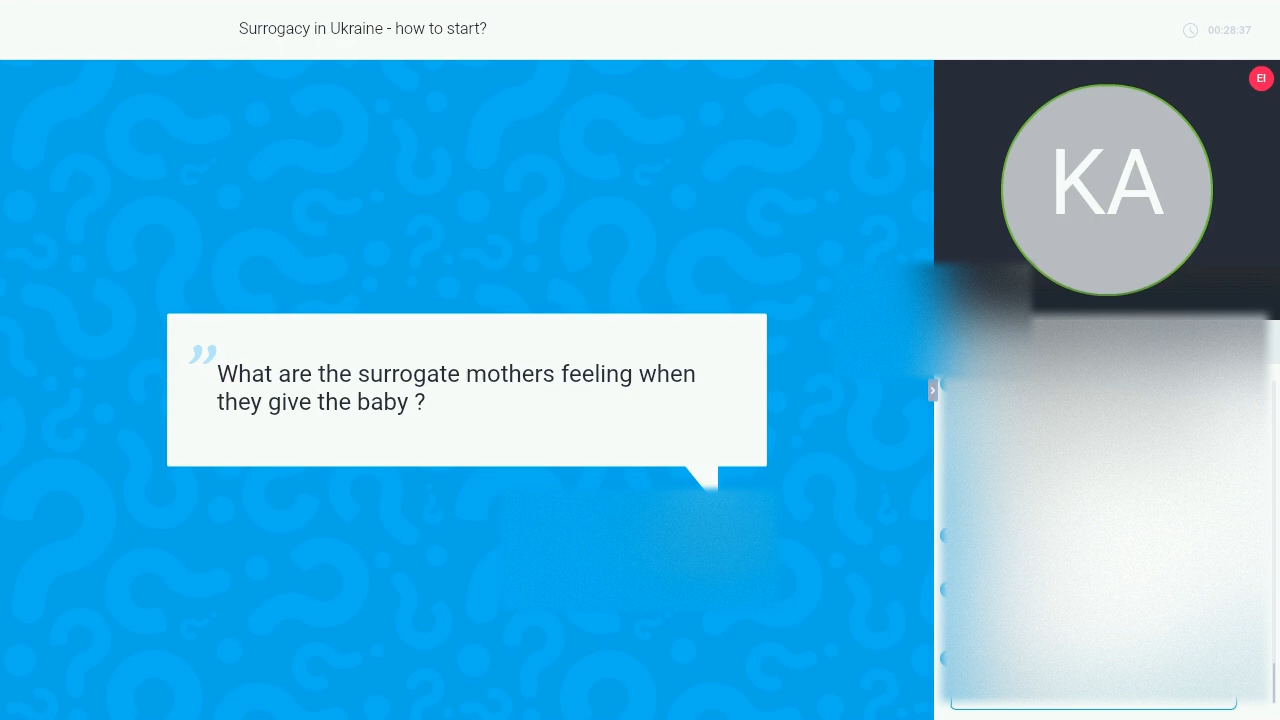 Surrogacy in Ukraine - how to start?
00:28:37
EI
KA
” What are the surrogate mothers feeling when
they give the baby ?